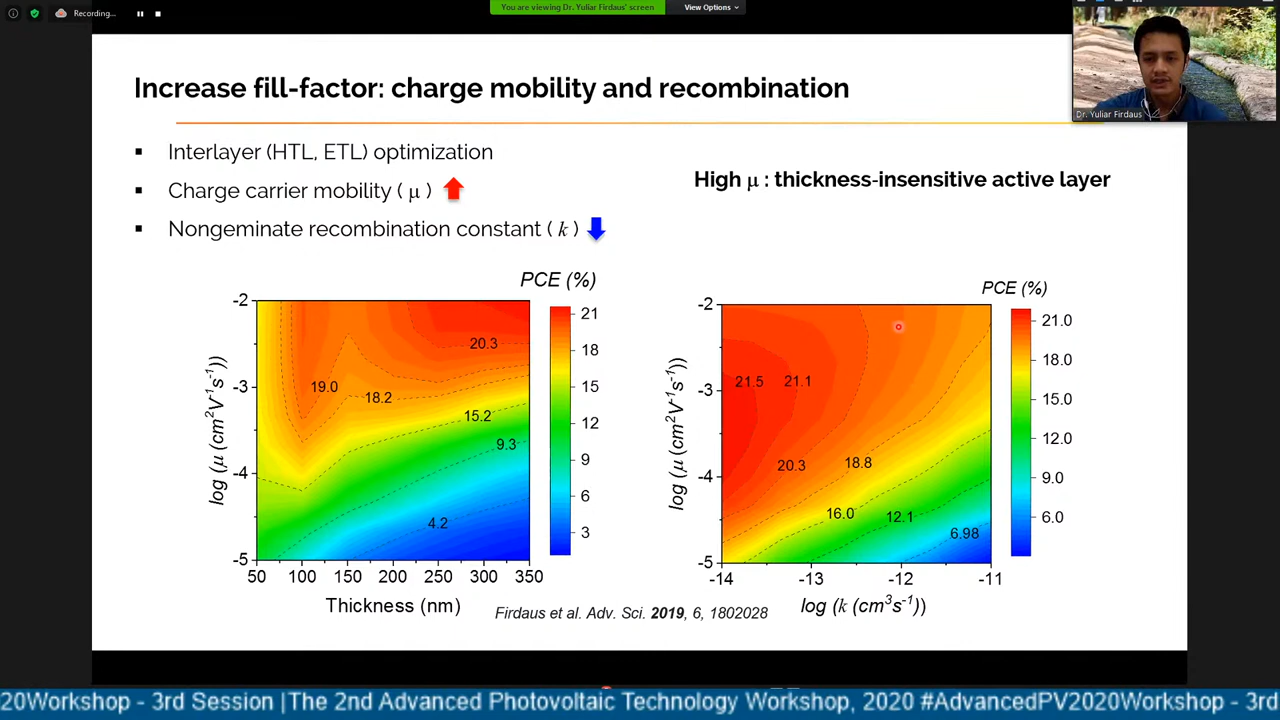 Recording...
You are viewing Dr. Yuliar Firdaus' screen
View Options
Dr. Yuliar Firdaus
Increase fill-factor: charge mobility and recombination
▪ Interlayer (HTL, ETL) optimization
▪ Charge carrier mobility ( μ )
▪ Nongeminate recombination constant ( k )
High μ : thickness-insensitive active layer
PCE (%)
-2
-3
-4
-5
log (μ (cm²V⁻¹s⁻¹))
19.0
18.2
20.3
15.2
9.3
4.2
50 100 150 200 250 300 350
Thickness (nm)
21
18
15
12
9
6
3
PCE (%)
-2
-3
-4
-5
log (μ (cm²V⁻¹s⁻¹))
21.5
21.1
20.3
18.8
16.0
12.1
6.98
-14 -13 -12 -11
log (k (cm³s⁻¹))
21.0
18.0
15.0
12.0
9.0
6.0
Firdaus et al. Adv. Sci. 2019, 6, 1802028
20Workshop - 3rd Session |The 2nd Advanced Photovoltaic Technology Workshop, 2020 #AdvancedPV2020Workshop - 3rd